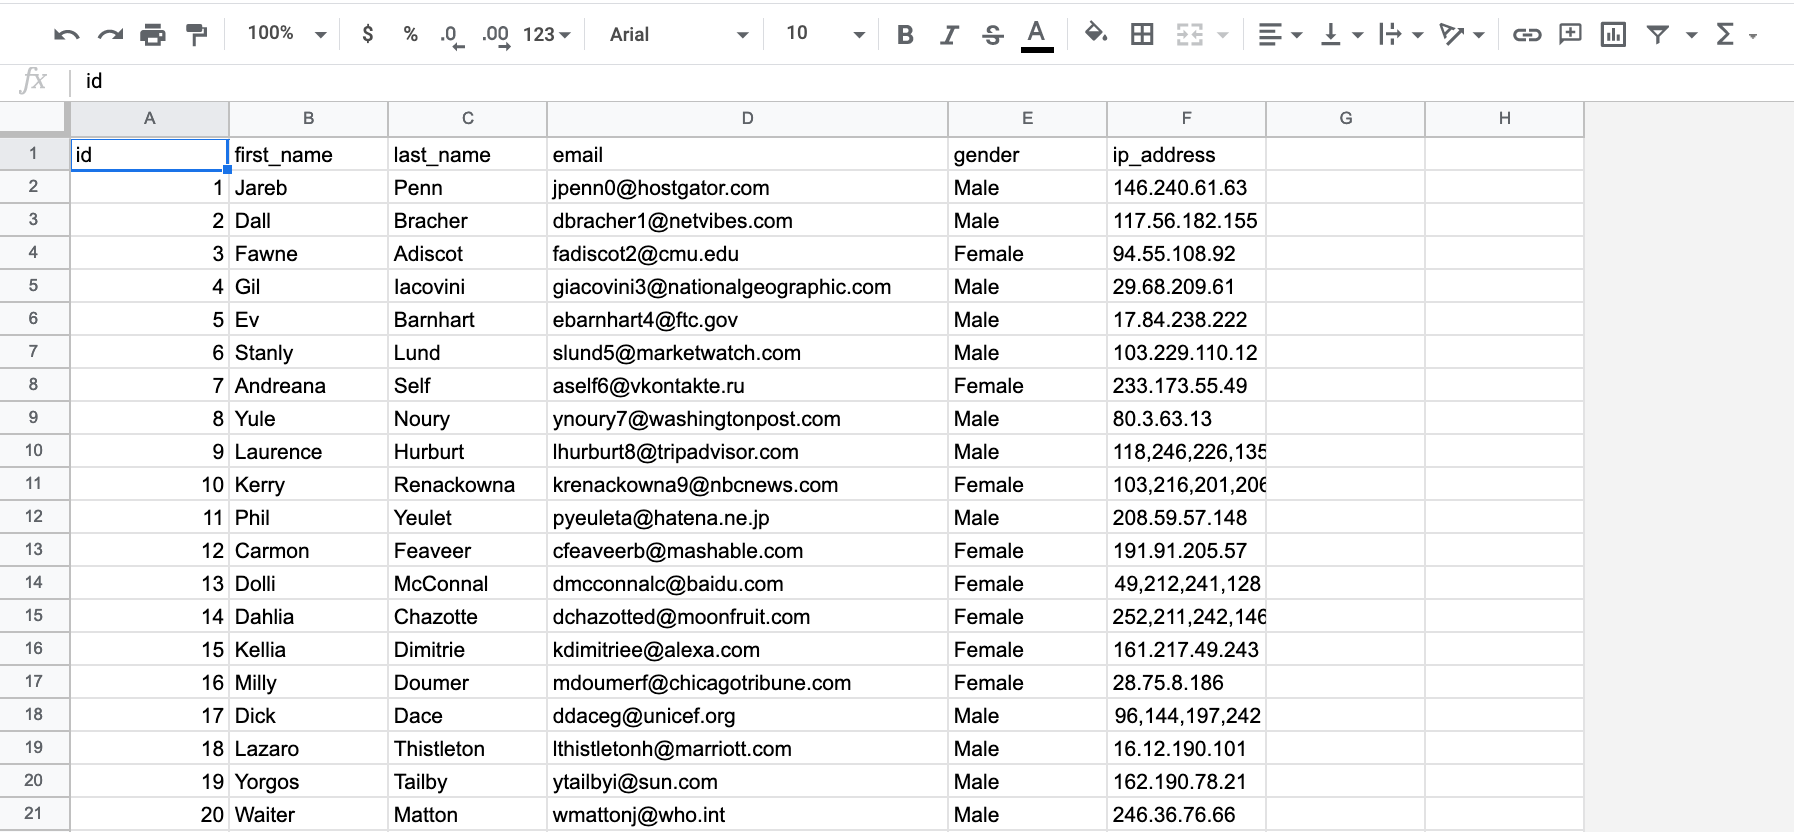 100% $ % .0 .00 123 Arial 10 B I S A
fx id
A B C D E F G H
1 id first_name last_name email gender ip_address
2 1 Jareb Penn jpenn0@hostgator.com Male 146.240.61.63
3 2 Dall Bracher dbracher1@netvibes.com Male 117.56.182.155
4 3 Fawne Adiscot fadiscot2@cmu.edu Female 94.55.108.92
5 4 Gil Iacovini giacovini3@nationalgeographic.com Male 29.68.209.61
6 5 Ev Barnhart ebarnhart4@ftc.gov Male 17.84.238.222
7 6 Stanly Lund slund5@marketwatch.com Male 103.229.110.12
8 7 Andreana Self aself6@vkontakte.ru Female 233.173.55.49
9 8 Yule Noury ynoury7@washingtonpost.com Male 80.3.63.13
10 9 Laurence Hurburt lhurburt8@tripadvisor.com Male 118,246,226,135
11 10 Kerry Renackowna krenackowna9@nbcnews.com Female 103,216,201,206
12 11 Phil Yeulet pyeuleta@hatena.ne.jp Male 208.59.57.148
13 12 Carmon Feaveer cfeaveerb@mashable.com Female 191.91.205.57
14 13 Dolli McConnal dmcconnalc@baidu.com Female 49,212,241,128
15 14 Dahlia Chazotte dchazotted@moonfruit.com Female 252,211,242,146
16 15 Kellia Dimitrie kdimitriee@alexa.com Female 161.217.49.243
17 16 Milly Doumer mdoumerf@chicagotribune.com Female 28.75.8.186
18 17 Dick Dace ddaceg@unicef.org Male 96,144,197,242
19 18 Lazaro Thistleton lthistletonh@marriott.com Male 16.12.190.101
20 19 Yorgos Tailby ytailbyi@sun.com Male 162.190.78.21
21 20 Waiter Matton wmattonj@who.int Male 246.36.76.66